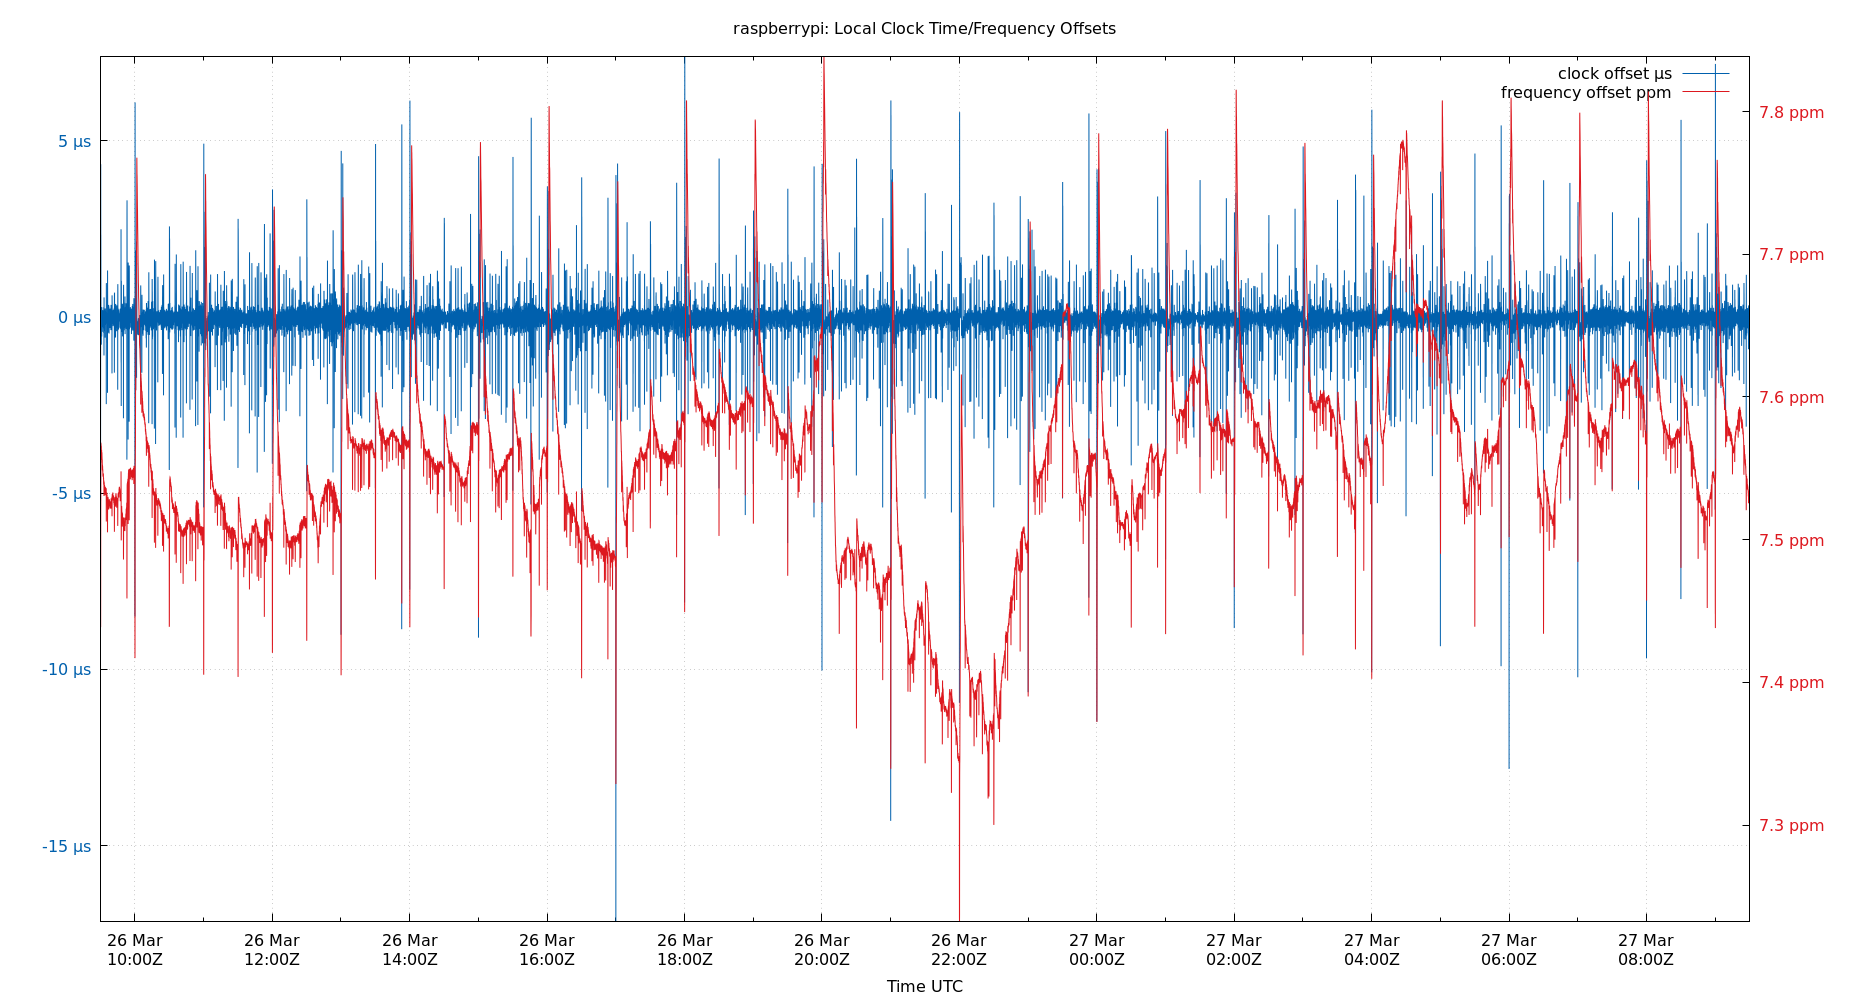 raspberrypi: Local Clock Time/Frequency Offsets
clock offset µs
frequency offset ppm
5 µs
0 µs
-5 µs
-10 µs
-15 µs
7.8 ppm
7.7 ppm
7.6 ppm
7.5 ppm
7.4 ppm
7.3 ppm
26 Mar 26 Mar 26 Mar 26 Mar 26 Mar 26 Mar 26 Mar 27 Mar 27 Mar 27 Mar 27 Mar 27 Mar
10:00Z 12:00Z 14:00Z 16:00Z 18:00Z 20:00Z 22:00Z 00:00Z 02:00Z 04:00Z 06:00Z 08:00Z
Time UTC